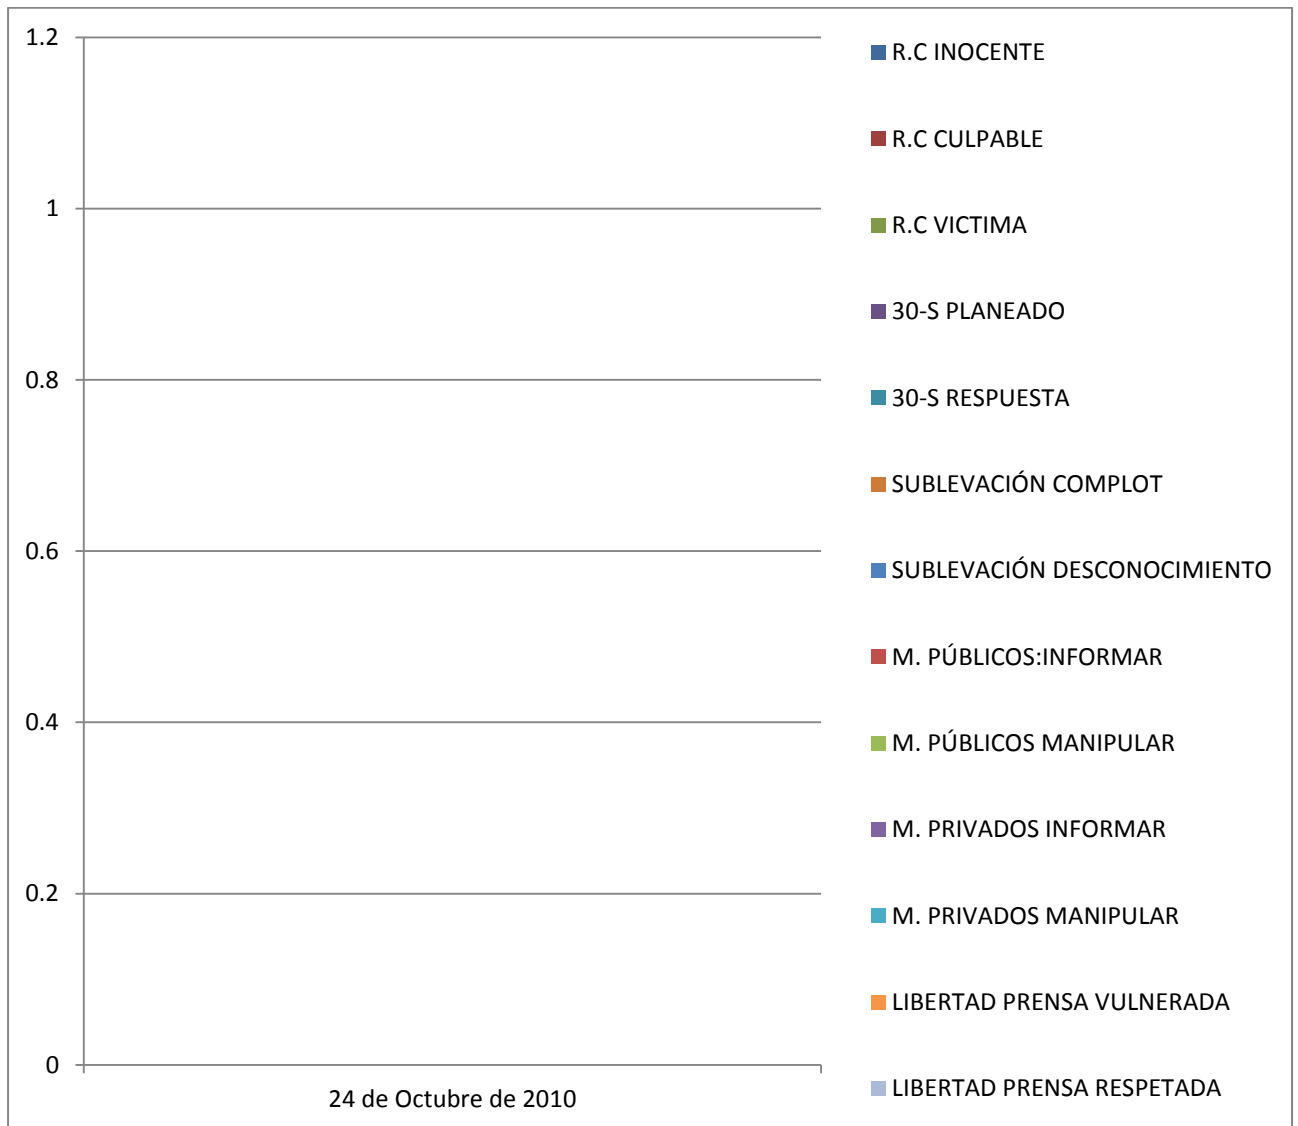 1.2
1
0.8
0.6
0.4
0.2
0
24 de Octubre de 2010
R.C INOCENTE
R.C CULPABLE
R.C VICTIMA
30-S PLANEADO
30-S RESPUESTA
SUBLEVACIÓN COMPLOT
SUBLEVACIÓN DESCONOCIMIENTO
M. PÚBLICOS:INFORMAR
M. PÚBLICOS MANIPULAR
M. PRIVADOS INFORMAR
M. PRIVADOS MANIPULAR
LIBERTAD PRENSA VULNERADA
LIBERTAD PRENSA RESPETADA